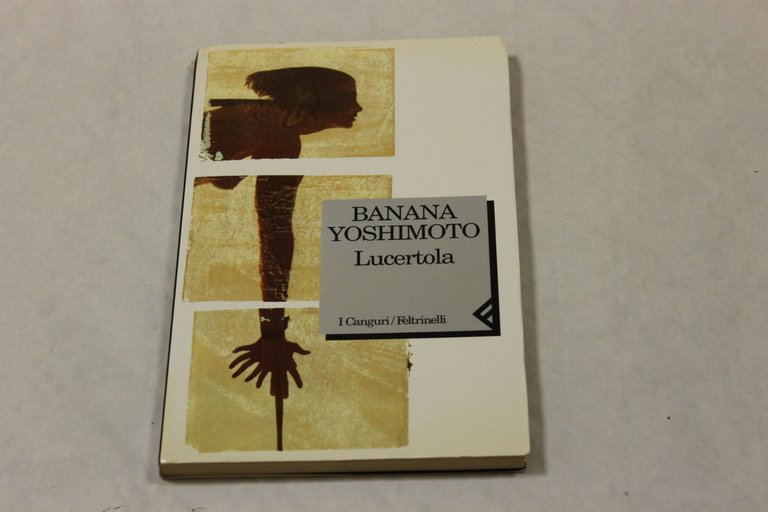 BANANA
YOSHIMOTO
Lucertola
I Canguri/Feltrinelli